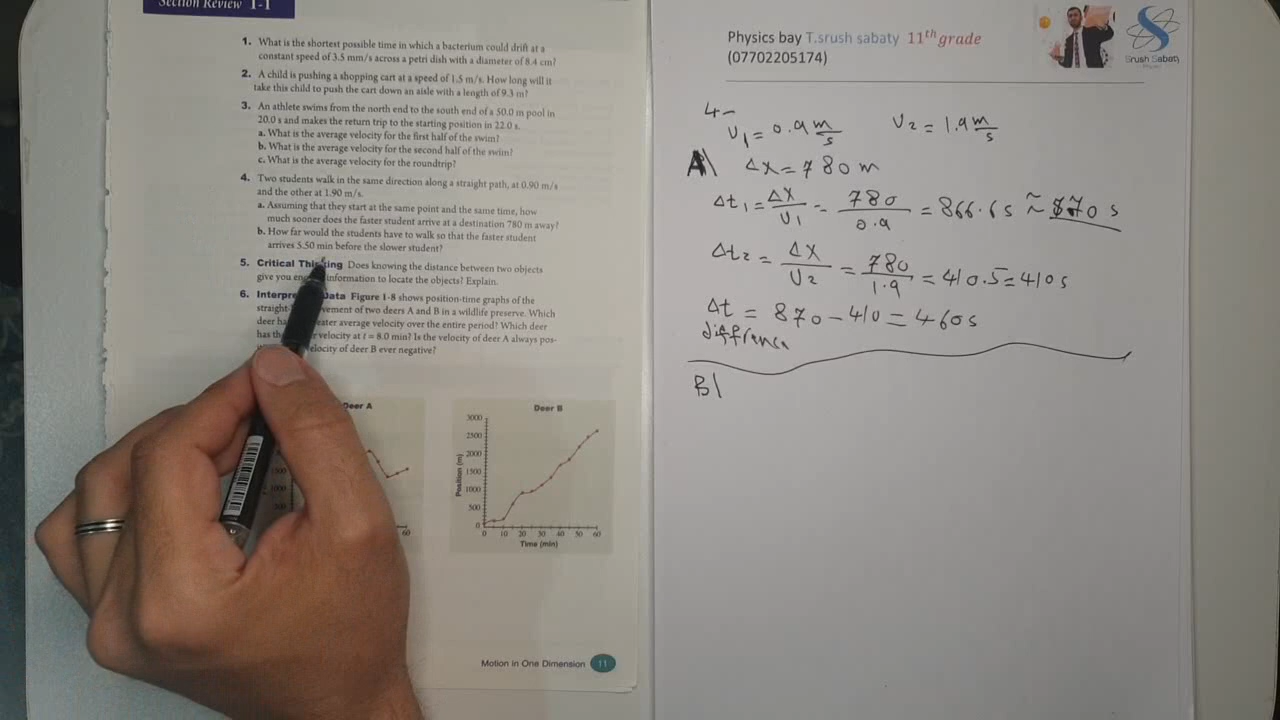 Section Review 1-1
1. What is the shortest possible time in which a bacterium could drift at a
constant speed of 3.5 mm/s across a petri dish with a diameter of 8.4 cm?
2. A child is pushing a shopping cart at a speed of 1.5 m/s. How long will it
take this child to push the cart down an aisle with a length of 9.3 m?
3. An athlete swims from the north end to the south end of a 50.0 m pool in
20.0 s and makes the return trip to the starting position in 22.0 s.
a. What is the average velocity for the first half of the swim?
b. What is the average velocity for the second half of the swim?
c. What is the average velocity for the roundtrip?
4. Two students walk in the same direction along a straight path, at 0.90 m/s
and the other at 1.90 m/s.
a. Assuming that they start at the same point and the same time, how
much sooner does the faster student arrive at a destination 780 m away?
b. How far would the students have to walk so that the faster student
arrives 5.50 min before the slower student?
5. Critical Thinking Does knowing the distance between two objects
give you information to locate the objects? Explain.
6. Data Figure 1-8 shows position-time graphs of the
of two deers A and B in a wildlife preserve. Which
deer average velocity over the entire period? Which deer
has velocity at t = 8.0 min? Is the velocity of deer A always pos-
of deer B ever negative?
Deer A
1000
60
Deer B
Position (m)
3000
2500
2000
1500
1000
500
0
0 10 20 30 40 50 60
Time (min)
Motion in One Dimension 11
Physics bay T.srush sabaty 11th grade
(07702205174)
Srush Sabaty
4-
V1 = 0.9 m/s V2 = 1.9 m/s
A\ Δx = 780 m
Δt1 = Δx/V1 = 780/0.9 = 866.6s ≈ 870 s
Δt2 = Δx/V2 = 780/1.9 = 410.5 = 410 s
Δt = 870 - 410 = 460 s
B\